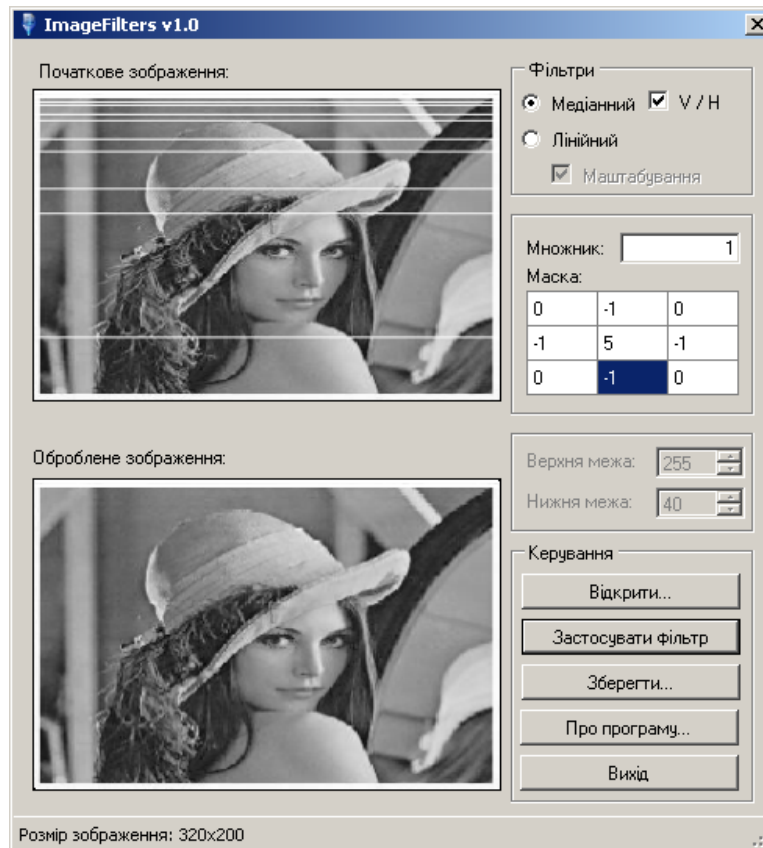 ImageFilters v1.0
Початкове зображення:
Фільтри
Медіанний V / H
Лінійний
Маштабування
Множник: 1
Маска:
0 -1 0
-1 5 -1
0 -1 0
Оброблене зображення:
Верхня межа: 255
Нижня межа: 40
Керування
Відкрити...
Застосувати фільтр
Зберегти...
Про програму...
Вихід
Розмір зображення: 320x200